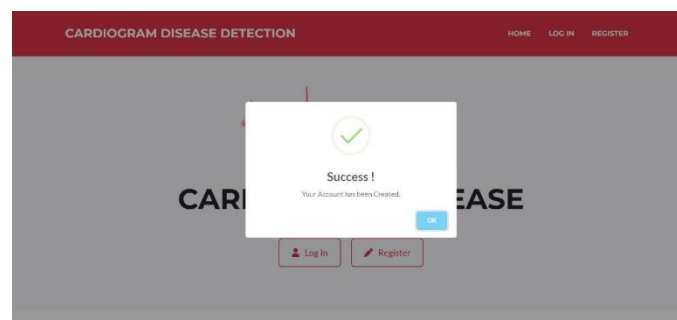 CARDIOGRAM DISEASE DETECTION
HOME LOG IN REGISTER
Success !
Your Account has been Created.
CARI EASE
OK
Log In Register